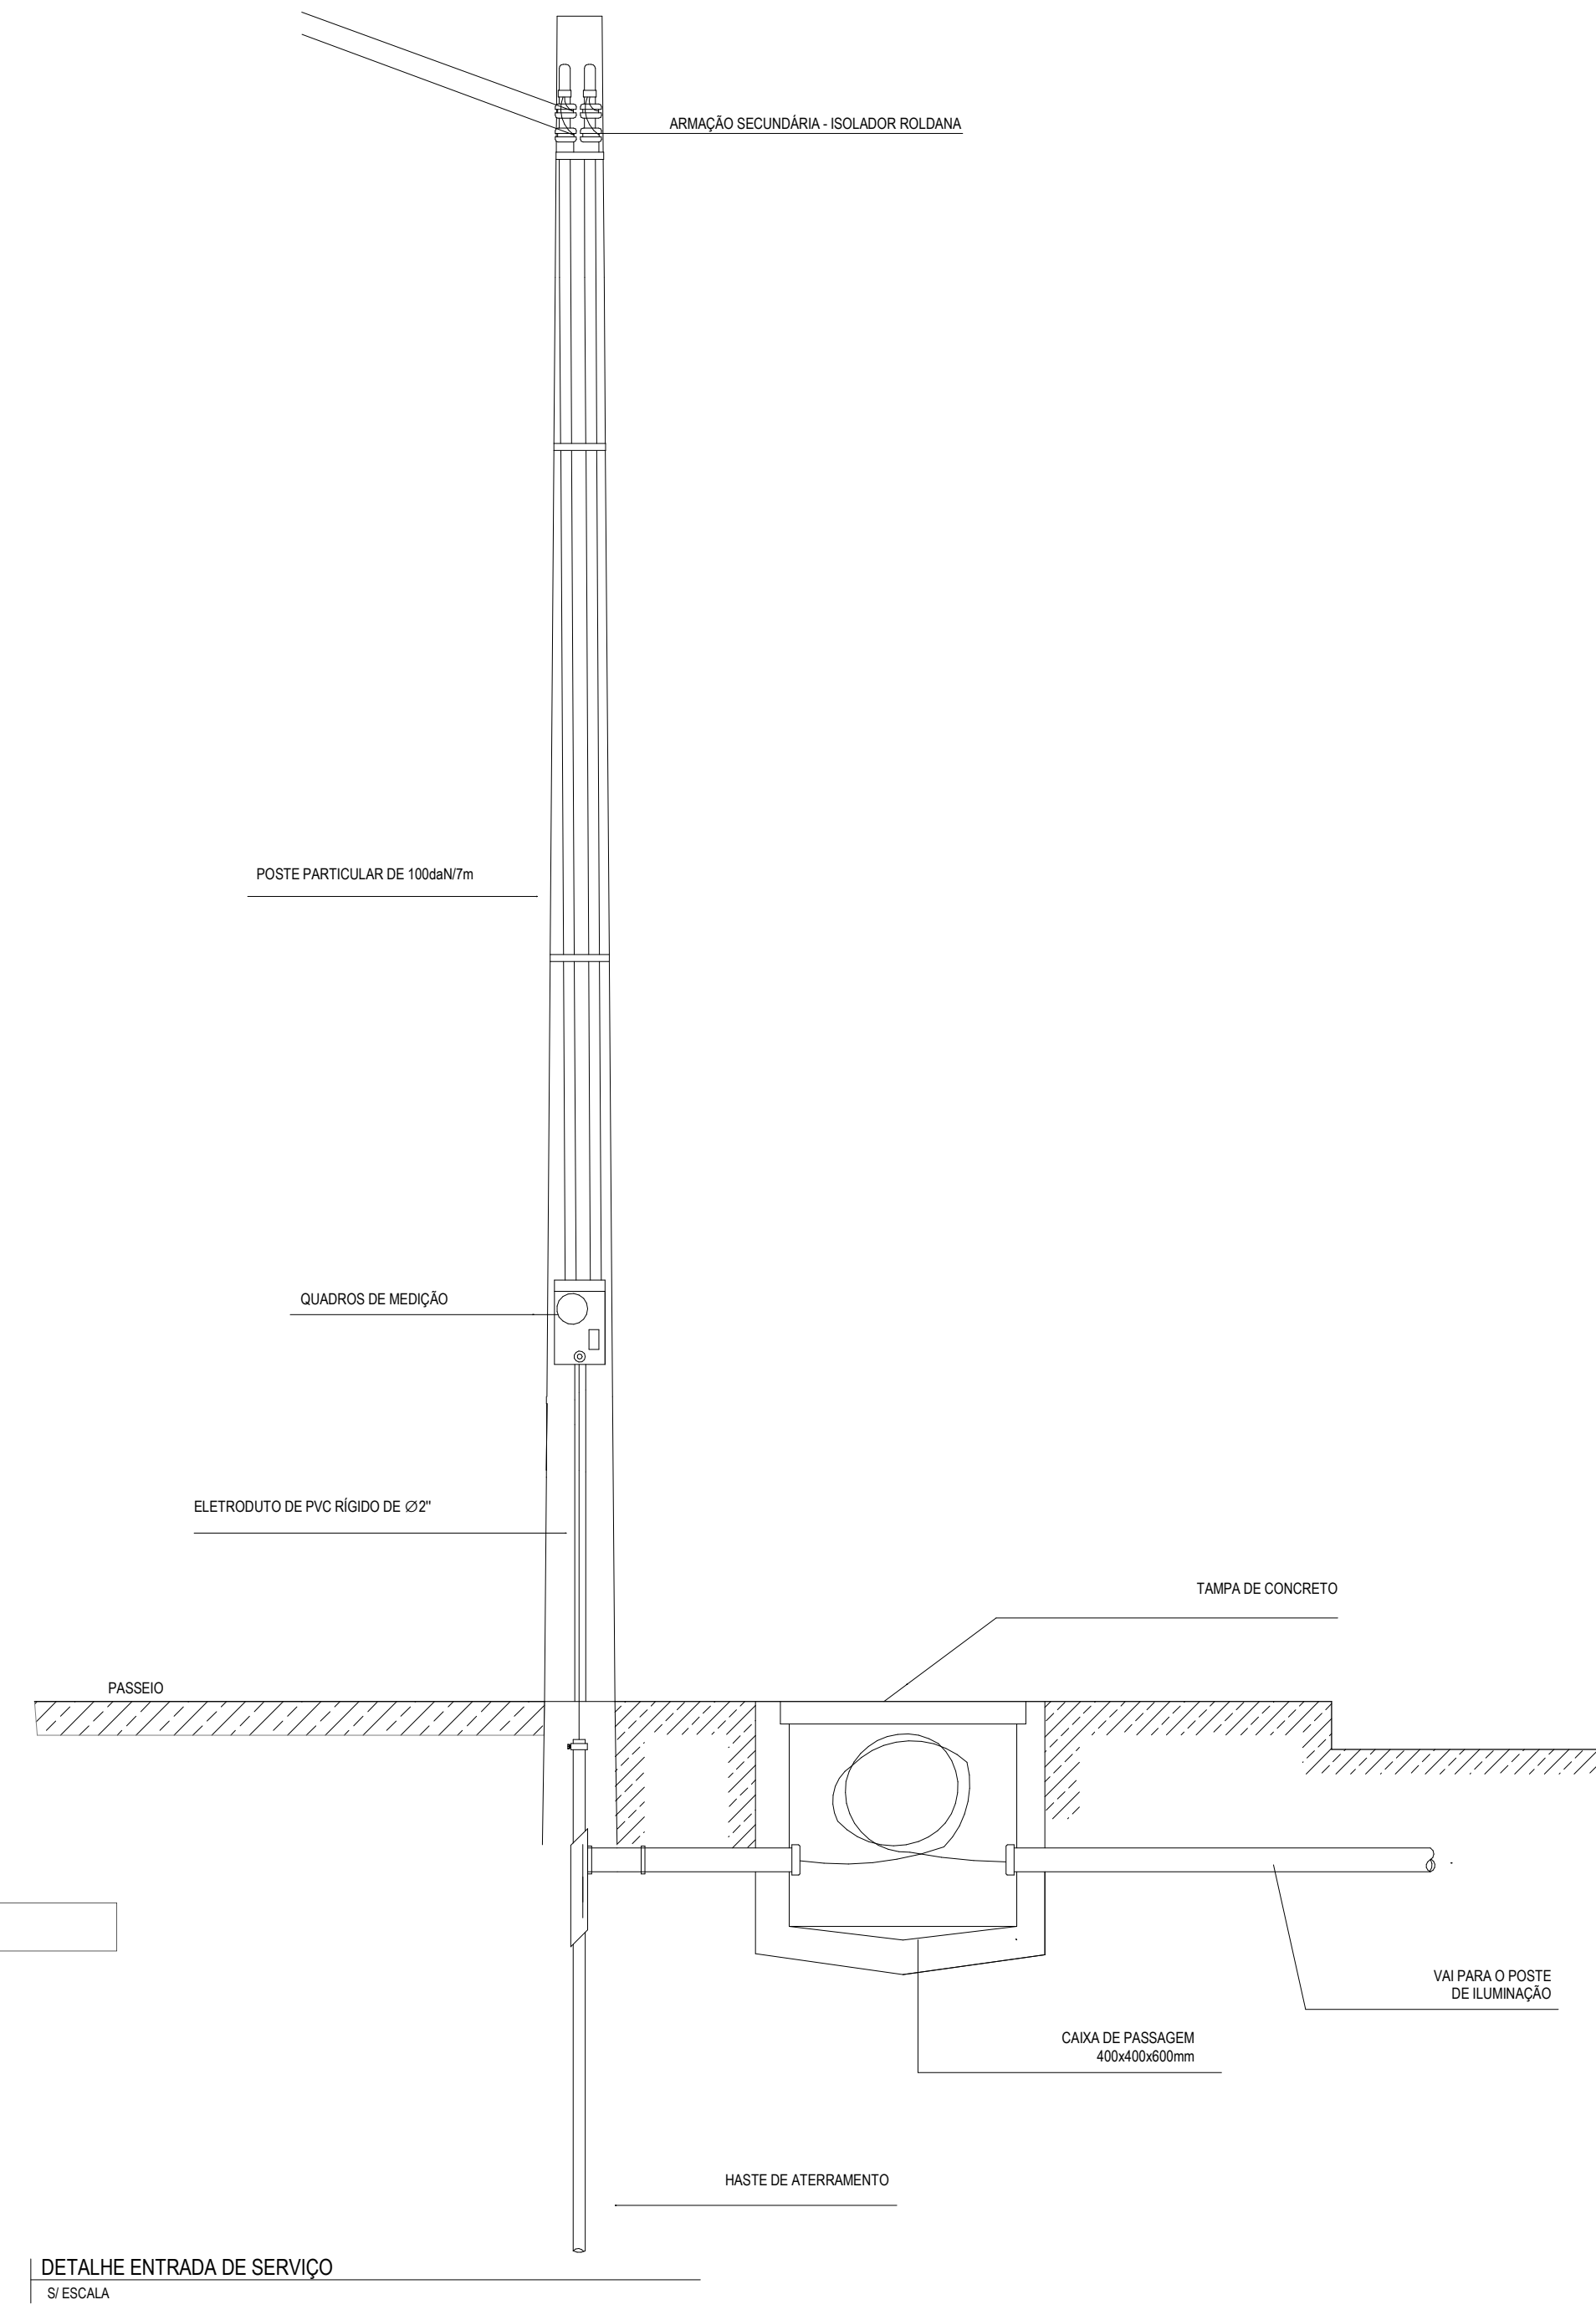 ARMAÇÃO SECUNDÁRIA - ISOLADOR ROLDANA
POSTE PARTICULAR DE 100daN/7m
QUADROS DE MEDIÇÃO
ELETRODUTO DE PVC RÍGIDO DE ∅2"
TAMPA DE CONCRETO
PASSEIO
VAI PARA O POSTE
DE ILUMINAÇÃO
CAIXA DE PASSAGEM
400x400x600mm
HASTE DE ATERRAMENTO
DETALHE ENTRADA DE SERVIÇO
S/ ESCALA